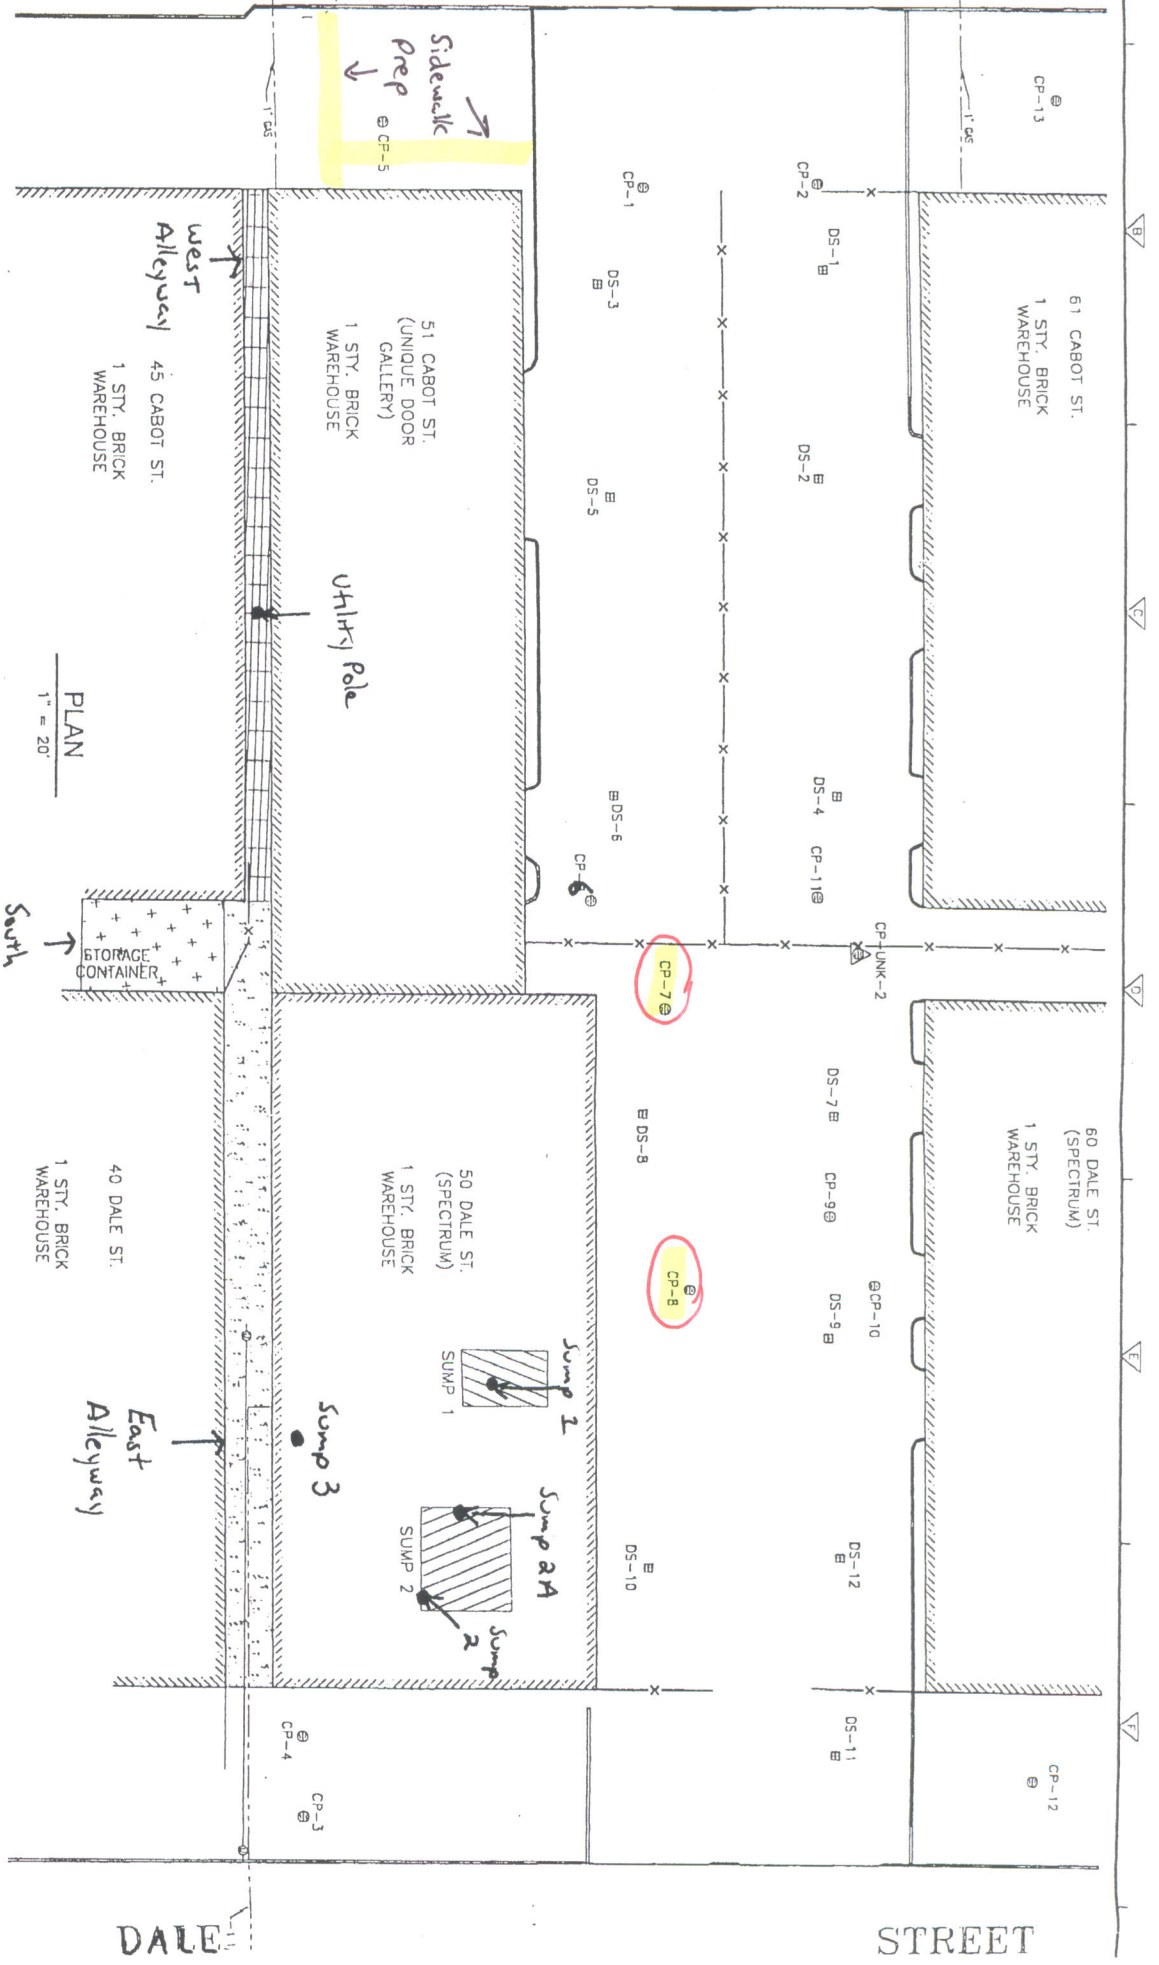 B
C
D
E
F
CP-13
1" GAS
1" GAS
Sidewalk
Prep
CP-5
CP-1
CP-2
DS-1
DS-3
61 CABOT ST.
1 STY. BRICK
WAREHOUSE
51 CABOT ST.
(UNIQUE DOOR
GALLERY)
1 STY. BRICK
WAREHOUSE
West
Alleyway
45 CABOT ST.
1 STY. BRICK
WAREHOUSE
DS-2
DS-5
Utility Pole
PLAN
1" = 20'
DS-4
DS-6
CP-11
CP-6
CP-UNK-2
CP-7
South
STORAGE
CONTAINER
DS-7
DS-8
CP-9
CP-10
DS-9
CP-8
60 DALE ST.
(SPECTRUM)
1 STY. BRICK
WAREHOUSE
50 DALE ST.
(SPECTRUM)
1 STY. BRICK
WAREHOUSE
40 DALE ST.
1 STY. BRICK
WAREHOUSE
Sump 1
SUMP 1
Sump 3
East
Alleyway
Sump 2A
SUMP 2
Sump
2
DS-10
DS-12
DS-11
CP-12
CP-4
CP-3
DALE STREET